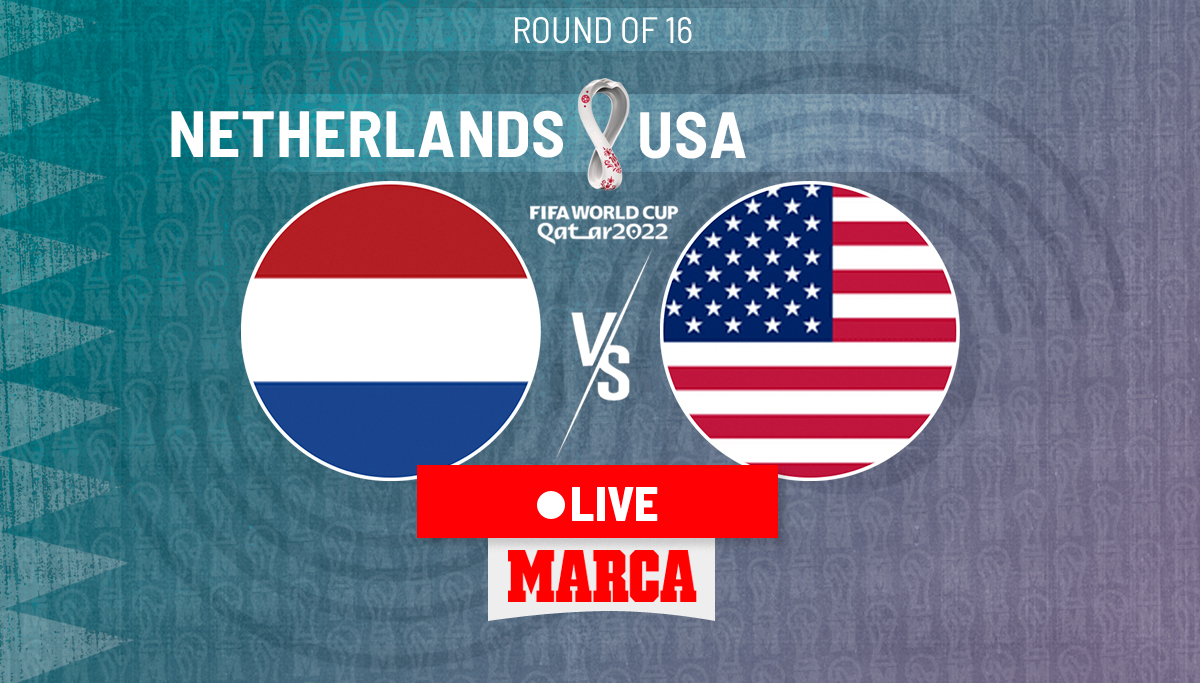 ROUND OF 16
NETHERLANDS USA
FIFA WORLD CUP
Qatar2022
VS
LIVE
MARCA